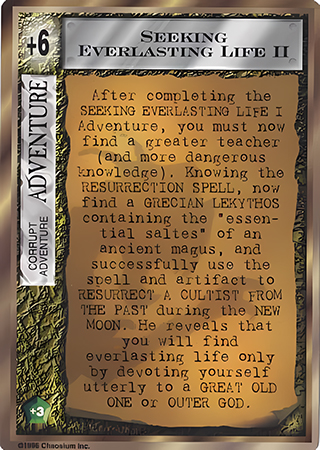 +6
SEEKING
EVERLASTING LIFE II
ADVENTURE
CORRUPT
ADVENTURE
After completing the
SEEKING EVERLASTING LIFE I
Adventure, you must now
find a greater teacher
(and more dangerous
knowledge). Knowing the
RESURRECTION SPELL, now
find a GRECIAN LEKYTHOS
containing the "essen-
tial saltes" of an
ancient magus, and
successfully use the
spell and artifact to
RESURRECT A CULTIST FROM
THE PAST during the NEW
MOON. He reveals that
you will find
everlasting life only
by devoting yourself
utterly to a GREAT OLD
ONE or OUTER GOD.
+3
©1996 Chaosium Inc.